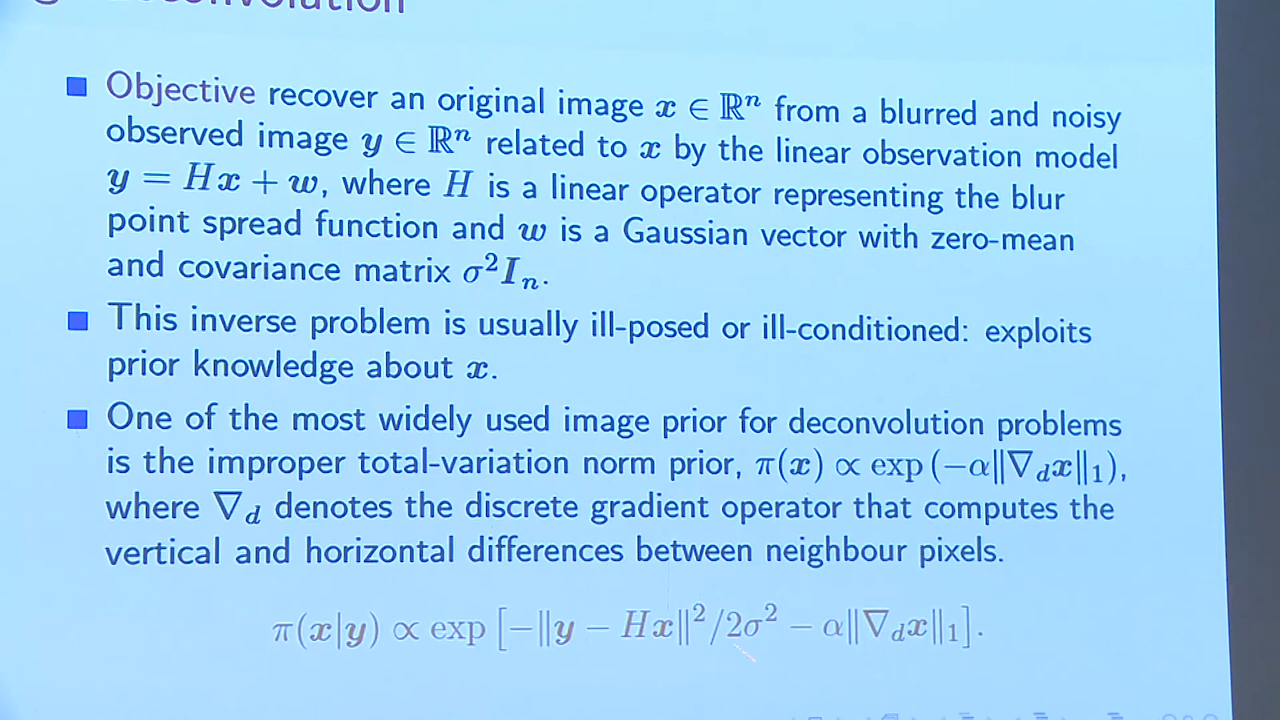 Objective recover an original image x ∈ ℝⁿ from a blurred and noisy
observed image y ∈ ℝⁿ related to x by the linear observation model
y = Hx + w, where H is a linear operator representing the blur
point spread function and w is a Gaussian vector with zero-mean
and covariance matrix σ²Iₙ.
This inverse problem is usually ill-posed or ill-conditioned: exploits
prior knowledge about x.
One of the most widely used image prior for deconvolution problems
is the improper total-variation norm prior, π(x) ∝ exp (−α‖∇_d x‖₁),
where ∇_d denotes the discrete gradient operator that computes the
vertical and horizontal differences between neighbour pixels.
π(x|y) ∝ exp [−‖y − Hx‖²/2σ² − α‖∇_d x‖₁].